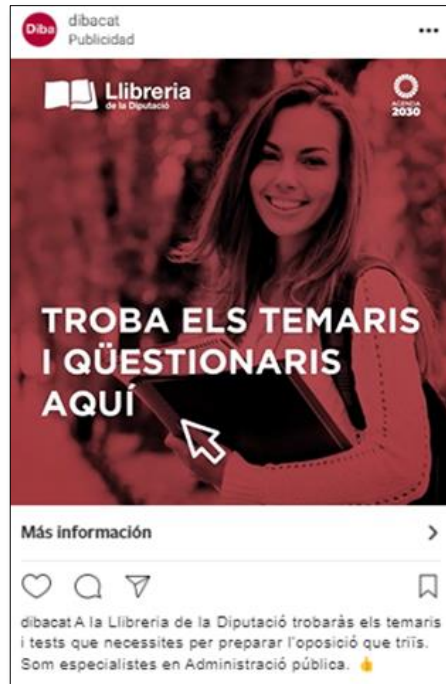 Diba
dibacat
Publicidad
Llibreria
de la Diputació
AGENDA
2030
TROBA ELS TEMARIS
I QÜESTIONARIS
AQUÍ
Más información
dibacat A la Llibreria de la Diputació trobaràs els temaris
i tests que necessites per preparar l'oposició que triïs.
Som especialistes en Administració pública. 👍